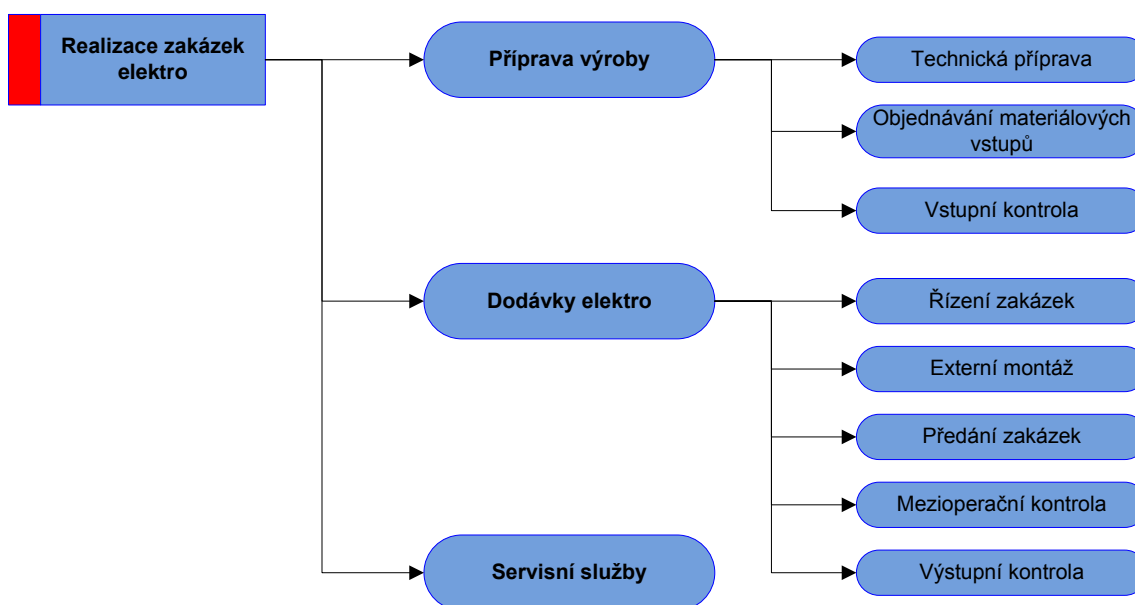 Realizace zakázek
elektro
Příprava výroby
Technická příprava
Objednávání materiálových
vstupů
Vstupní kontrola
Dodávky elektro
Řízení zakázek
Externí montáž
Předání zakázek
Mezioperační kontrola
Servisní služby
Výstupní kontrola